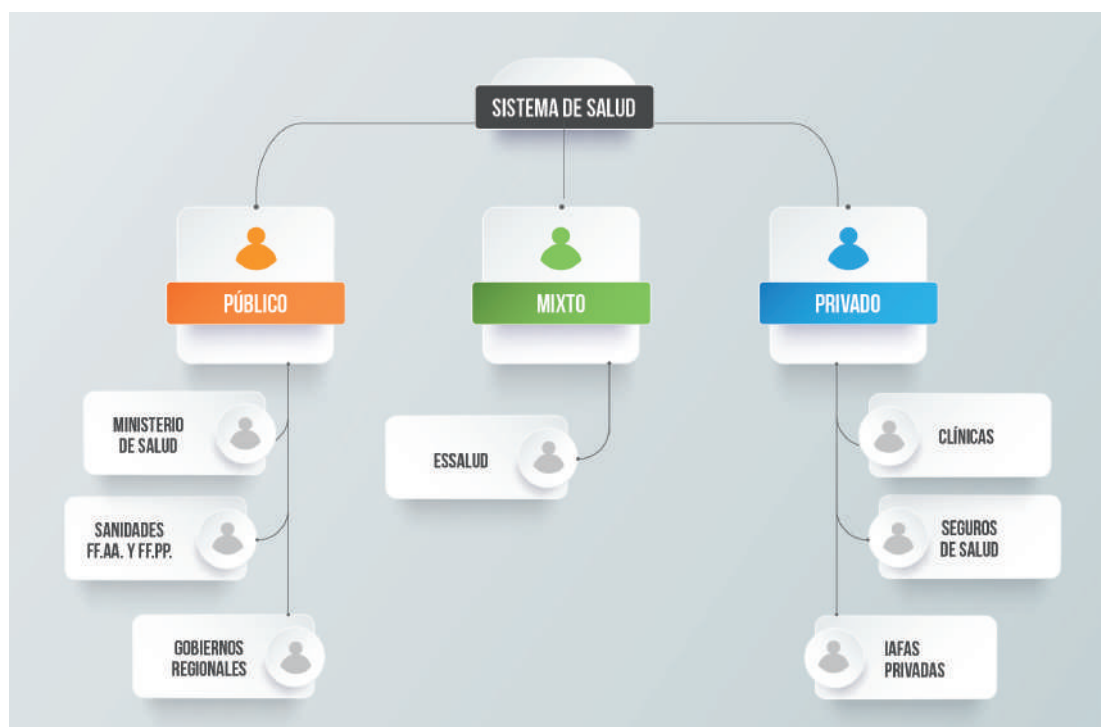 SISTEMA DE SALUD
PÚBLICO
MIXTO
PRIVADO
MINISTERIO
DE SALUD
SANIDADES
FF.AA. Y FF.PP.
GOBIERNOS
REGIONALES
ESSALUD
CLÍNICAS
SEGUROS
DE SALUD
IAFAS
PRIVADAS